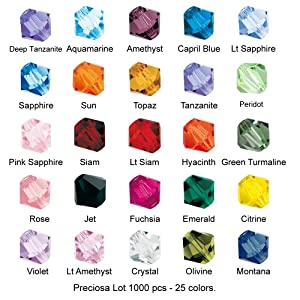 Deep Tanzanite Aquamarine Amethyst Capril Blue Lt Sapphire
Sapphire Sun Topaz Tanzanite Peridot
Pink Sapphire Siam Lt Siam Hyacinth Green Turmaline
Rose Jet Fuchsia Emerald Citrine
Violet Lt Amethyst Crystal Olivine Montana
Preciosa Lot 1000 pcs - 25 colors.